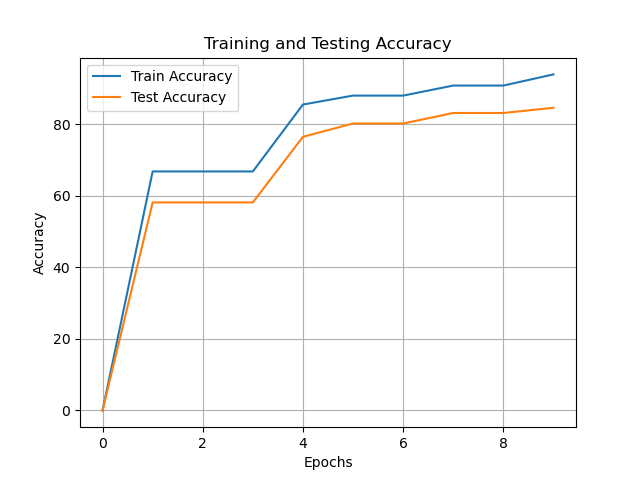 Training and Testing Accuracy
Train Accuracy
Test Accuracy
80
60
40
20
0
Accuracy
0 2 4 6 8
Epochs